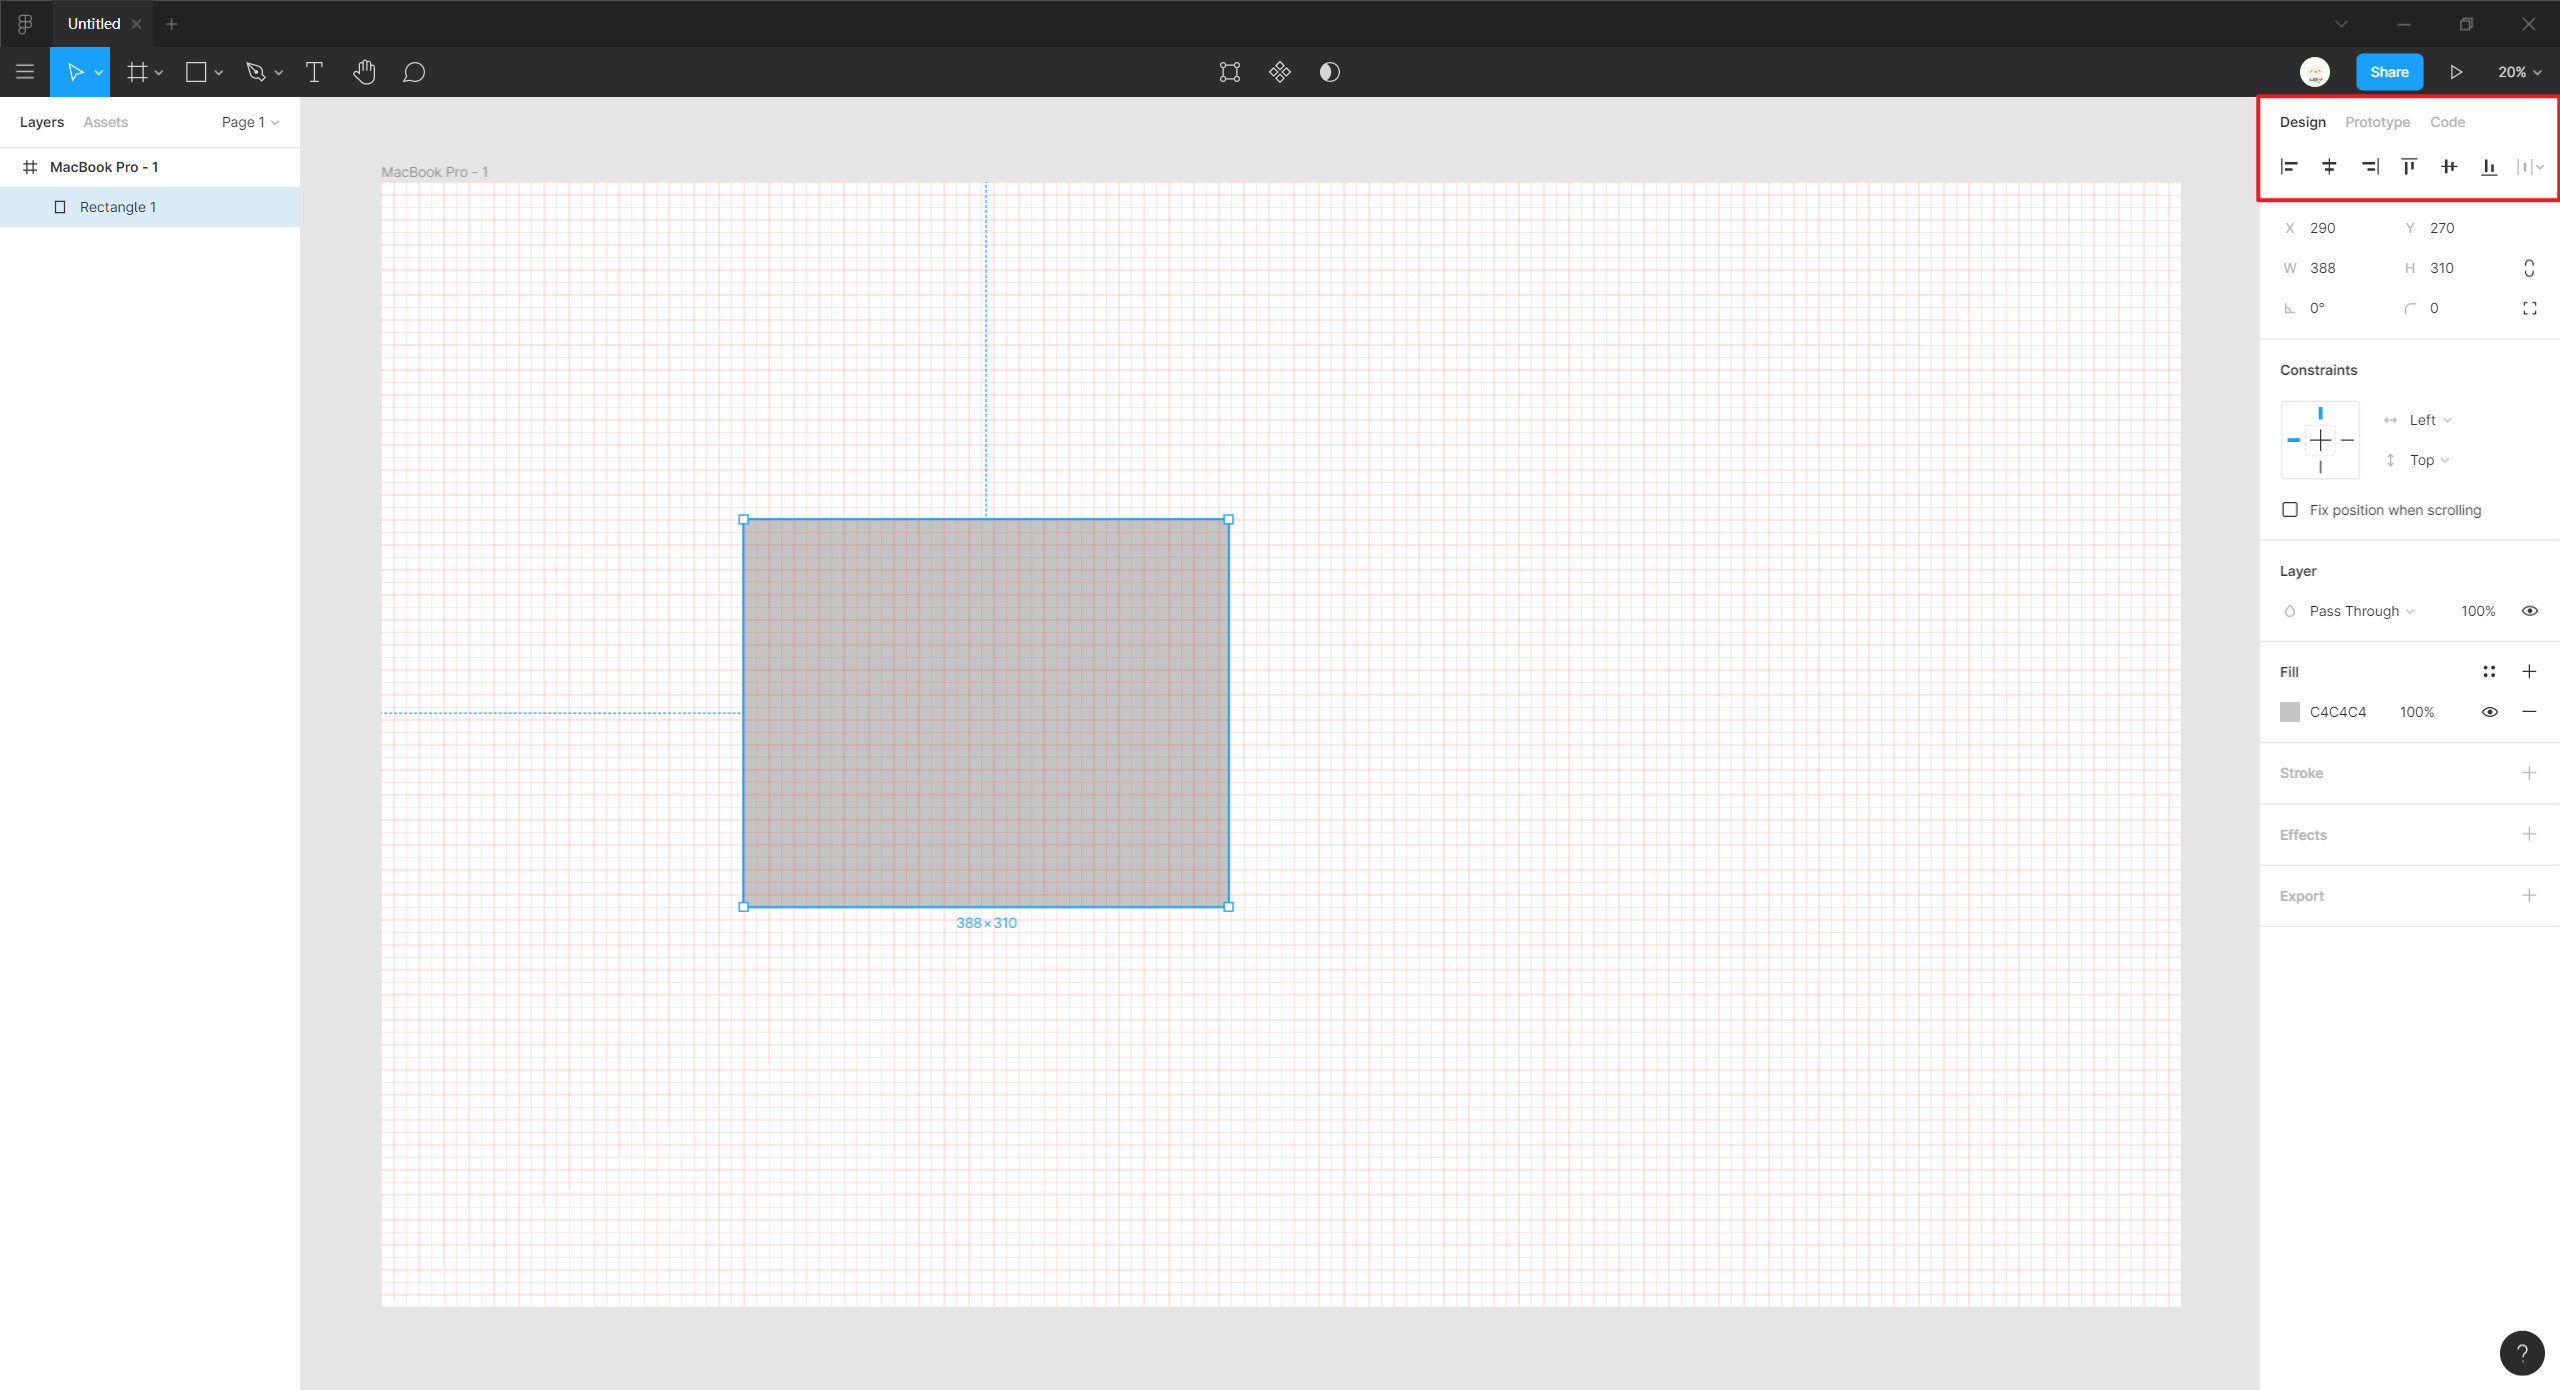 Untitled
Share
20%
Layers
Assets
Page 1
MacBook Pro - 1
Rectangle 1
MacBook Pro - 1
388×310
Design
Prototype
Code
X 290 Y 270
W 388 H 310
0° 0
Constraints
Left
Top
Fix position when scrolling
Layer
Pass Through 100%
Fill
C4C4C4 100%
Stroke
Effects
Export
?